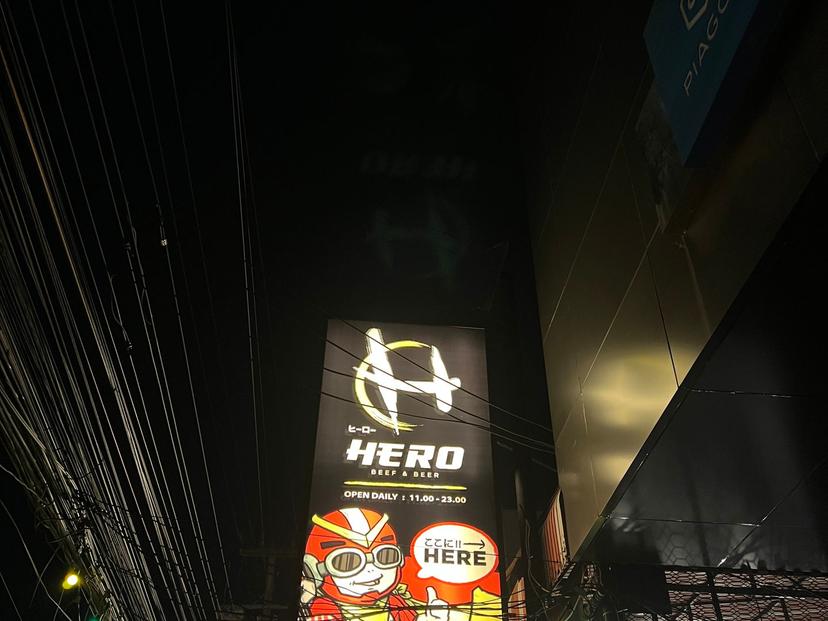 PIAGG
H
ヒーロー
HERO
BEEF & BEER
OPEN DAILY : 11.00 - 23.00
ここに!!→
HERE